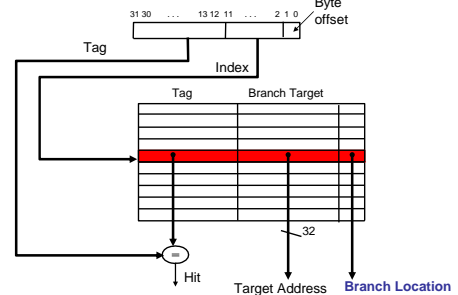 Byte
offset
31 30 . . . 13 12 11 . . . 2 1 0
Tag
Index
Tag Branch Target
32
=
Hit
Target Address Branch Location